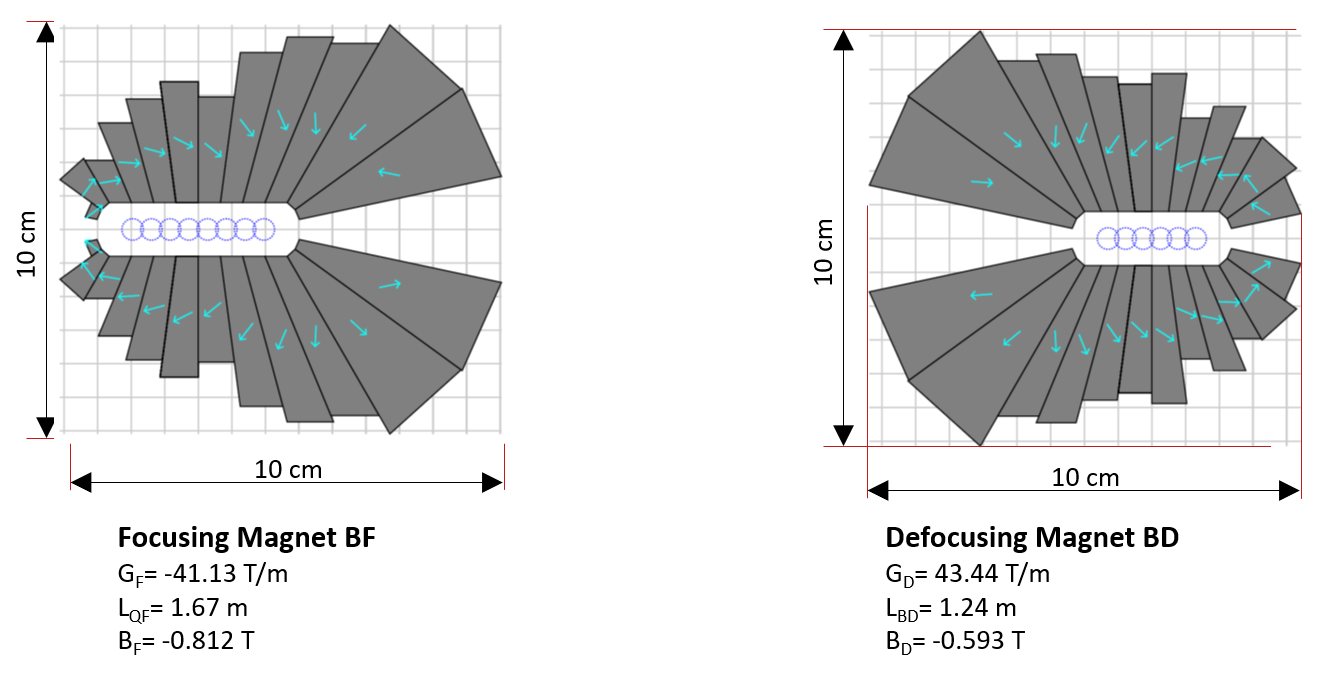 10 cm
10 cm
10 cm
10 cm
Focusing Magnet BF
GF= -41.13 T/m
LQF= 1.67 m
BF= -0.812 T
Defocusing Magnet BD
GD= 43.44 T/m
LBD= 1.24 m
BD= -0.593 T